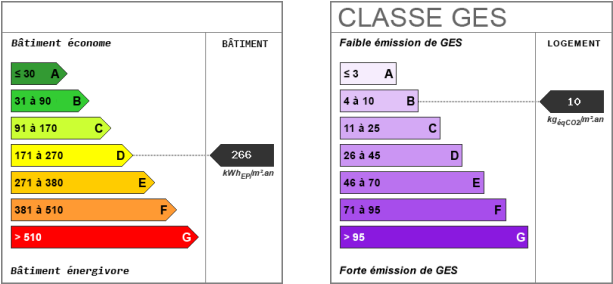 Bâtiment économe
BÂTIMENT
≤ 30 A
31 à 90 B
91 à 170 C
171 à 270 D
266
kWhEP/m².an
271 à 380 E
381 à 510 F
> 510 G
Bâtiment énergivore
CLASSE GES
Faible émission de GES
LOGEMENT
≤ 3 A
4 à 10 B
10
kgéqCO2/m².an
11 à 25 C
26 à 45 D
46 à 70 E
71 à 95 F
> 95 G
Forte émission de GES